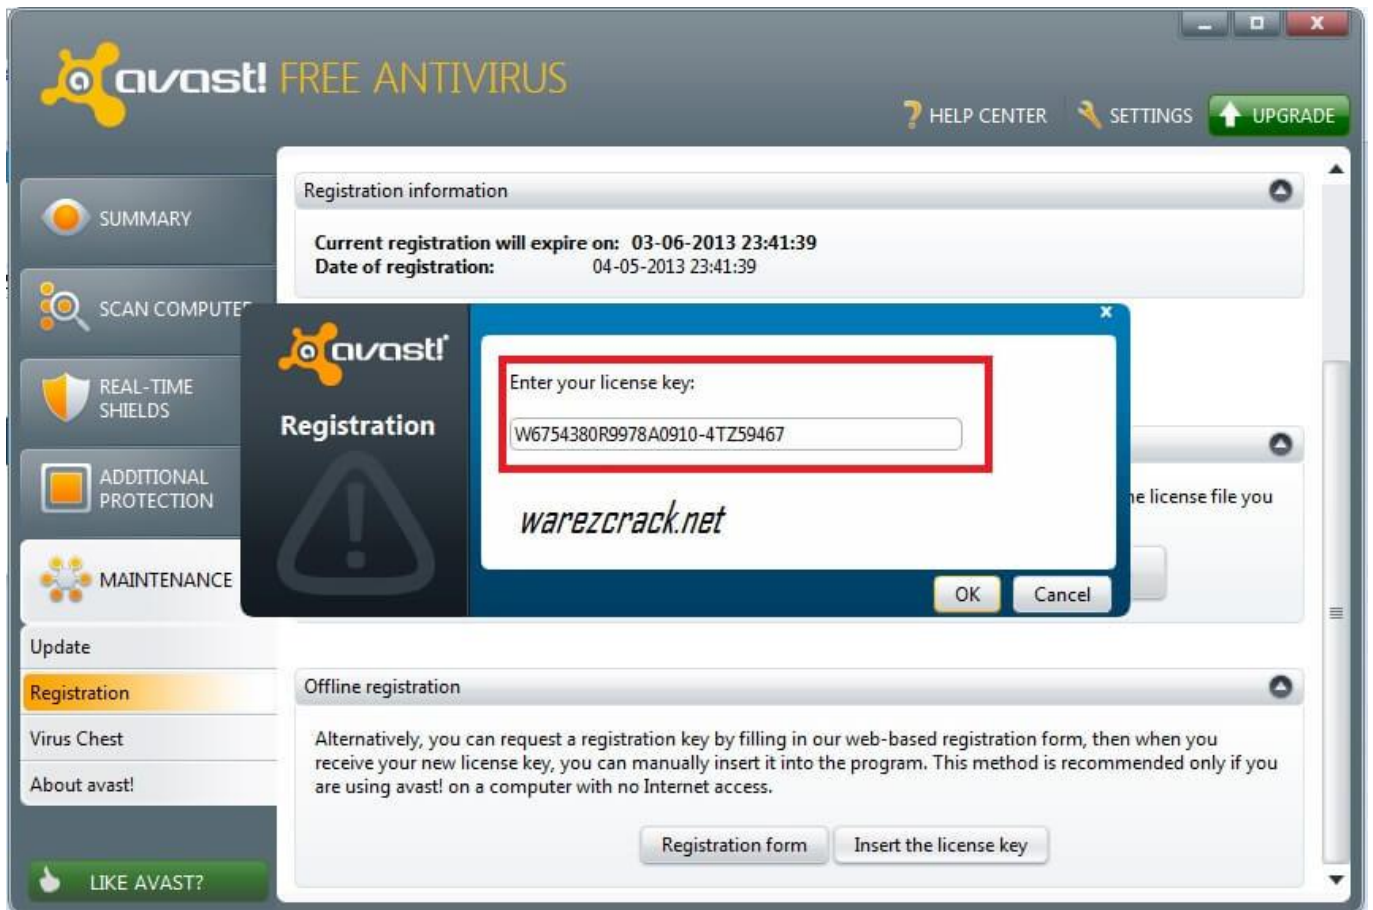 avast! FREE ANTIVIRUS
HELP CENTER
SETTINGS
UPGRADE
SUMMARY
SCAN COMPUTER
REAL-TIME
SHIELDS
ADDITIONAL
PROTECTION
MAINTENANCE
Update
Registration
Virus Chest
About avast!
LIKE AVAST?
Registration information
Current registration will expire on: 03-06-2013 23:41:39
Date of registration: 04-05-2013 23:41:39
avast!
Registration
x
Enter your license key:
W6754380R9978A0910-4TZ59467
warezcrack.net
OK
Cancel
license file you
Offline registration
Alternatively, you can request a registration key by filling in our web-based registration form, then when you
receive your new license key, you can manually insert it into the program. This method is recommended only if you
are using avast! on a computer with no Internet access.
Registration form
Insert the license key